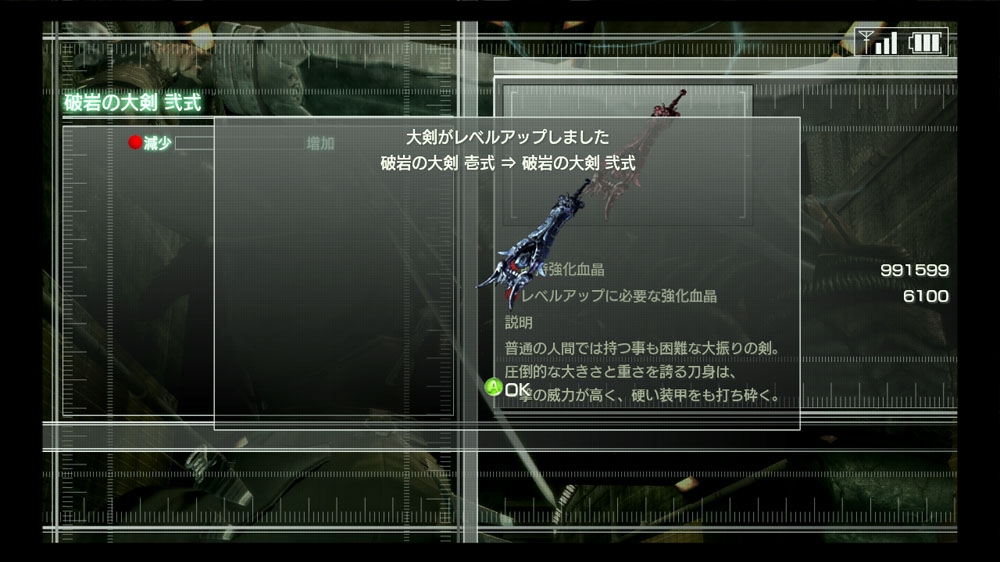 破岩の大剣 弐式
減少
増加
大剣がレベルアップしました
破岩の大剣 壱式 ⇒ 破岩の大剣 弐式
強化血晶
991599
レベルアップに必要な強化血晶
6100
説明
普通の人間では持つ事も困難な大振りの剣。
圧倒的な大きさと重さを誇る刀身は、
撃の威力が高く、硬い装甲をも打ち砕く。
A OK